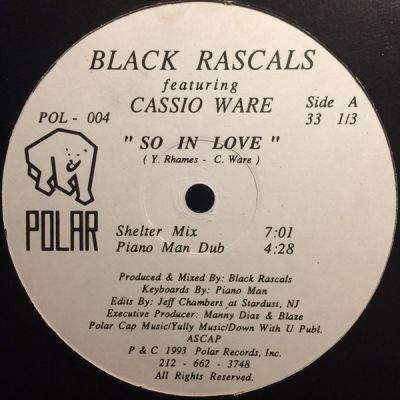 BLACK RASCALS
featuring
CASSIO WARE
POL - 004
Side A
33 1/3
" SO IN LOVE "
( Y. Rhames - C. Ware )
POLAR
Shelter Mix 7:01
Piano Man Dub 4:28
Produced & Mixed By: Black Rascals
Keyboards By: Piano Man
Edits By: Jeff Chambers at Stardust, NJ
Executive Producer: Manny Diaz & Blaze
Polar Cap Music/Yully Music/Down With U Publ.
ASCAP
P & C 1993 Polar Records, Inc.
212 - 662 - 3748
All Rights Reserved.